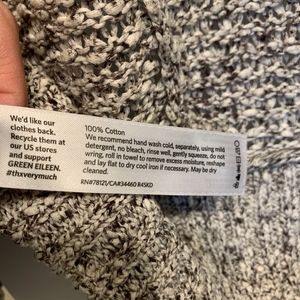 We'd like our
clothes back.
Recycle them at
our US stores
and support
GREEN EILEEN.
#thxverymuch
100% Cotton
We recommend hand wash cold, separately, using mild
detergent, no bleach, rinse well, gently squeeze, do not
wring, roll in towel to remove excess moisture, reshape
and lay flat to dry cool iron if necessary. May be dry
cleaned.
RN#78121/CA#34460 R4SKD